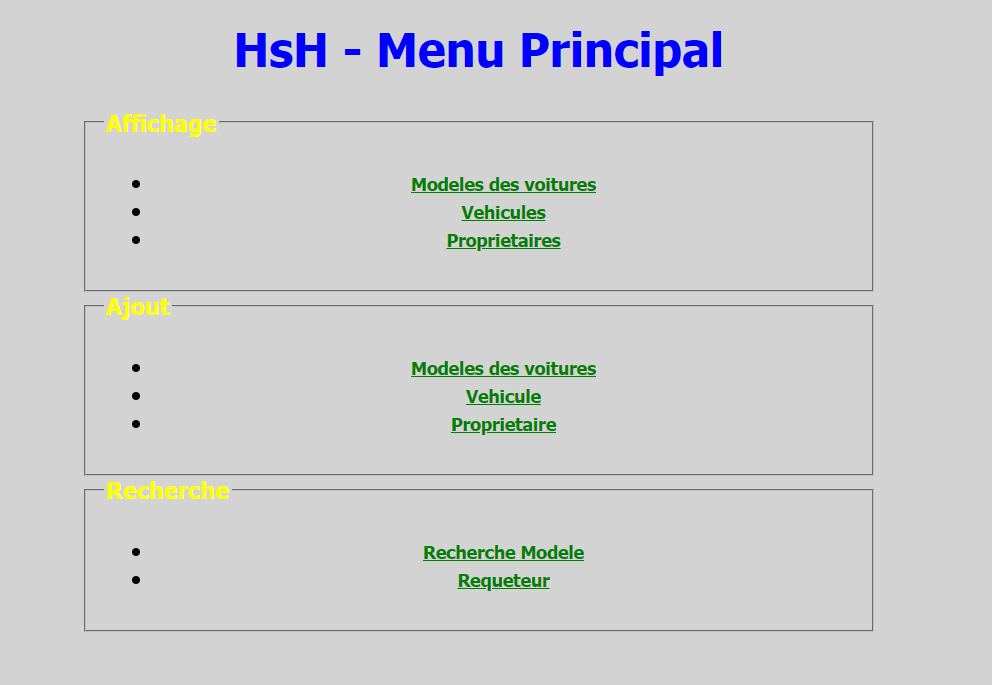 HsH - Menu Principal
Affichage
Modeles des voitures
Vehicules
Proprietaires
Ajout
Modeles des voitures
Vehicule
Proprietaire
Recherche
Recherche Modele
Requeteur